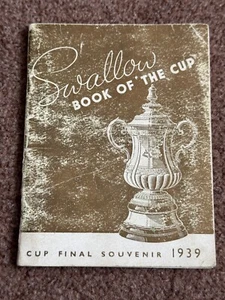 Swallow
BOOK OF THE CUP
CUP FINAL SOUVENIR 1939